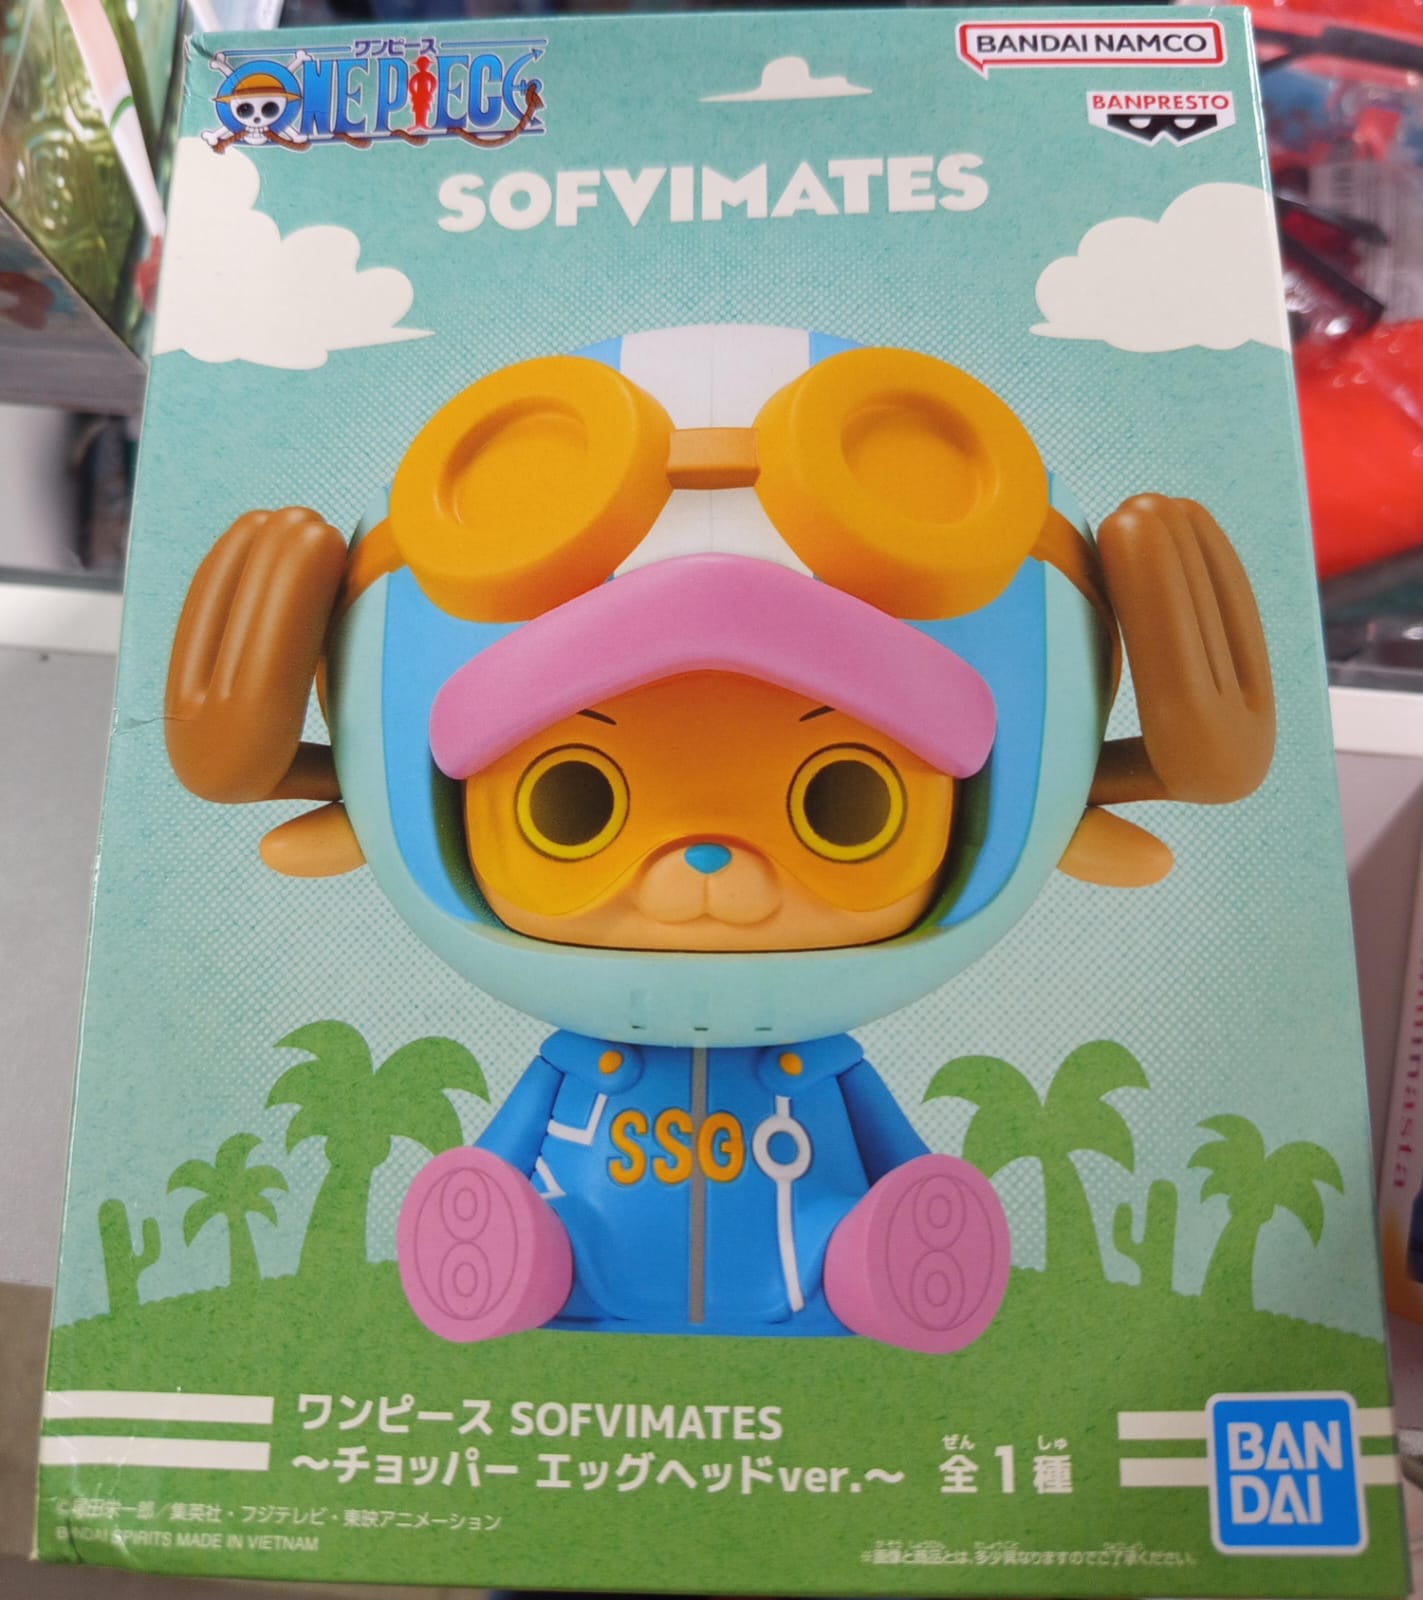 ワンピース
ONE PIECE
BANDAI NAMCO
BANPRESTO
SOFVIMATES
SSG
ワンピース SOFVIMATES
～チョッパー エッグヘッドver.～
ぜん しゅ
全1種
BAN
DAI
©尾田栄一郎／集英社・フジテレビ・東映アニメーション
BANDAI SPIRITS MADE IN VIETNAM
※画像と商品とは、多少異なりますのでご了承ください。